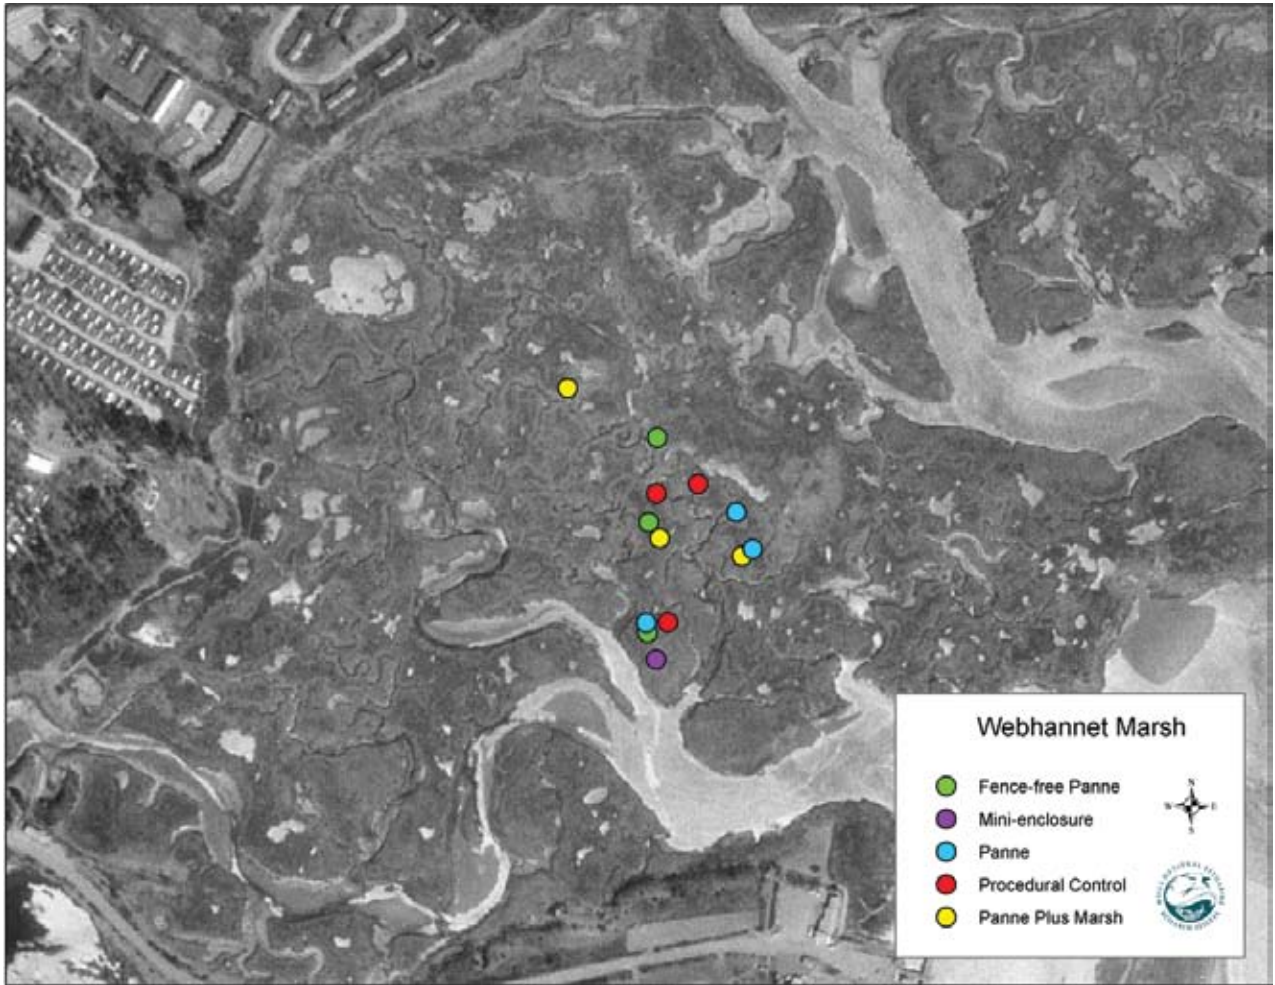 Webhannet Marsh
Fence-free Panne
Mini-enclosure
Panne
Procedural Control
Panne Plus Marsh
N
W E
S